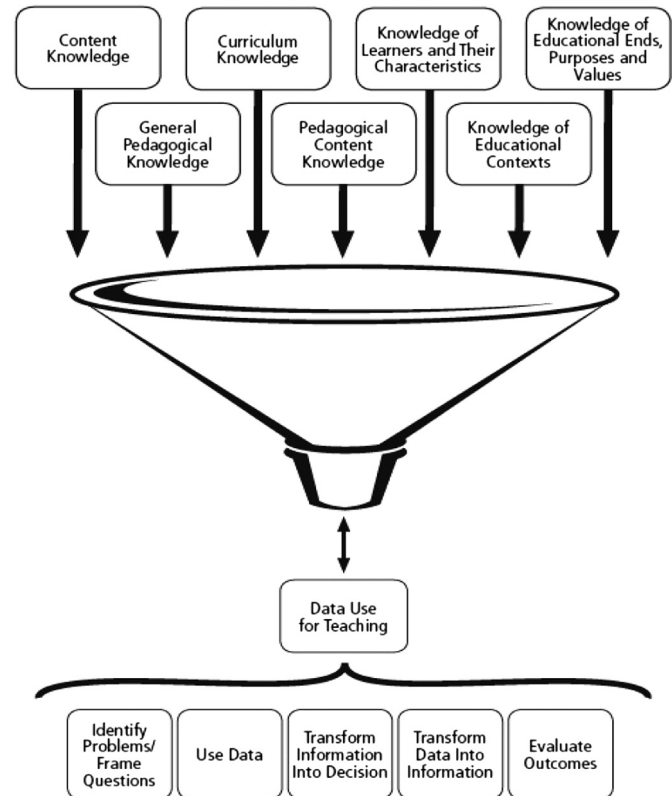 Content
Knowledge
Curriculum
Knowledge
Knowledge of
Learners and Their
Characteristics
Knowledge of
Educational Ends,
Purposes and
Values
General
Pedagogical
Knowledge
Pedagogical
Content
Knowledge
Knowledge of
Educational
Contexts
Data Use
for Teaching
Identify
Problems/
Frame
Questions
Use Data
Transform
Information
Into Decision
Transform
Data Into
Information
Evaluate
Outcomes